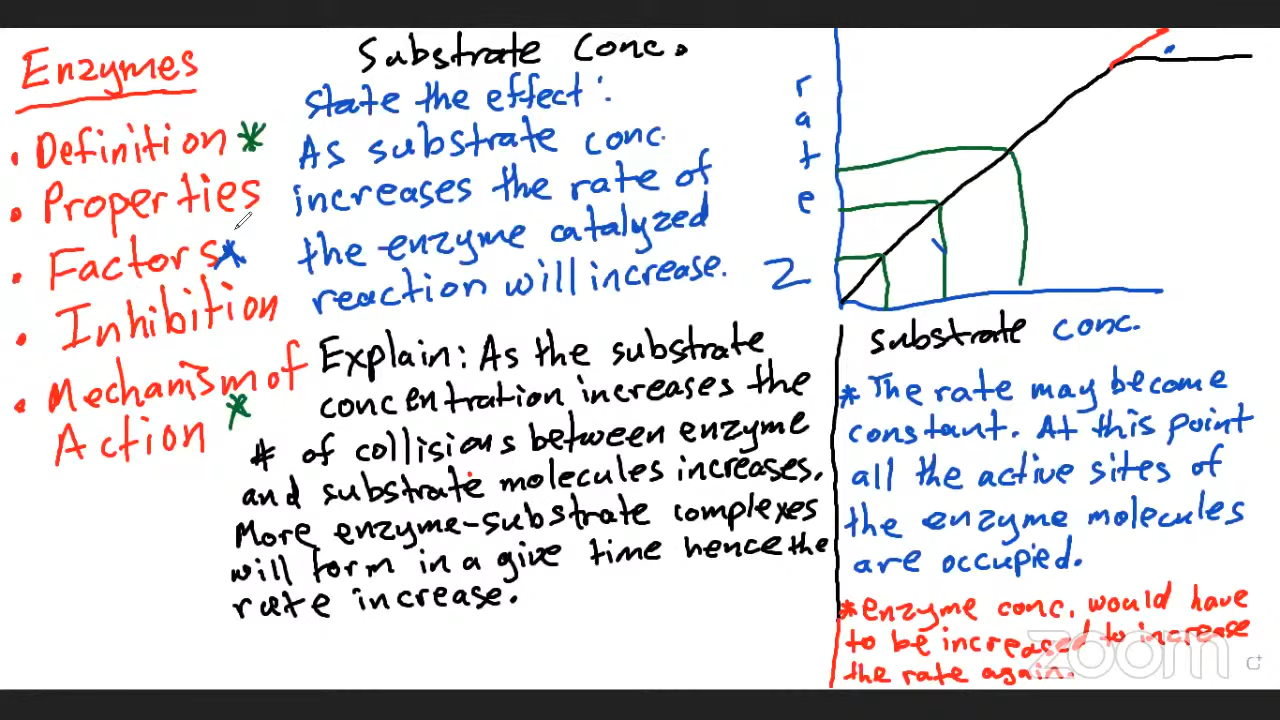 Enzymes
• Definition *
• Properties
• Factors *
• Inhibition
• Mechanism of
Action *
Substrate Conc.
state the effect:
As substrate conc.
increases the rate of
the enzyme catalyzed
reaction will increase.
Explain: As the substrate
concentration increases the
# of collisions between enzyme
and substrate molecules increases.
More enzyme-substrate complexes
will form in a give time hence the
rate increase.
rate
2
substrate conc.
* The rate may become
constant. At this point
all the active sites of
the enzyme molecules
are occupied.
* enzyme conc. would have
to be increased to increase
the rate again.
zoom